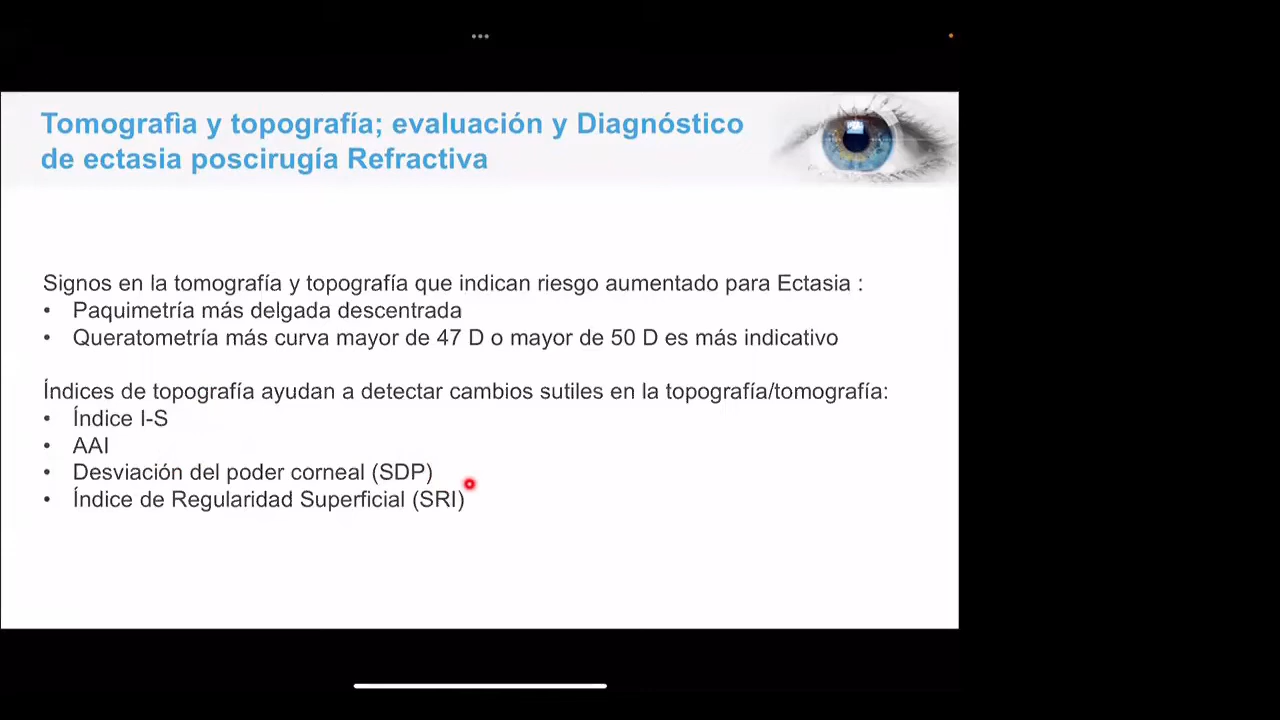 Tomografìa y topografía; evaluación y Diagnóstico
de ectasia poscirugía Refractiva
Signos en la tomografía y topografía que indican riesgo aumentado para Ectasia :
• Paquimetría más delgada descentrada
• Queratometría más curva mayor de 47 D o mayor de 50 D es más indicativo
Índices de topografía ayudan a detectar cambios sutiles en la topografía/tomografía:
• Índice I-S
• AAI
• Desviación del poder corneal (SDP)
• Índice de Regularidad Superficial (SRI)